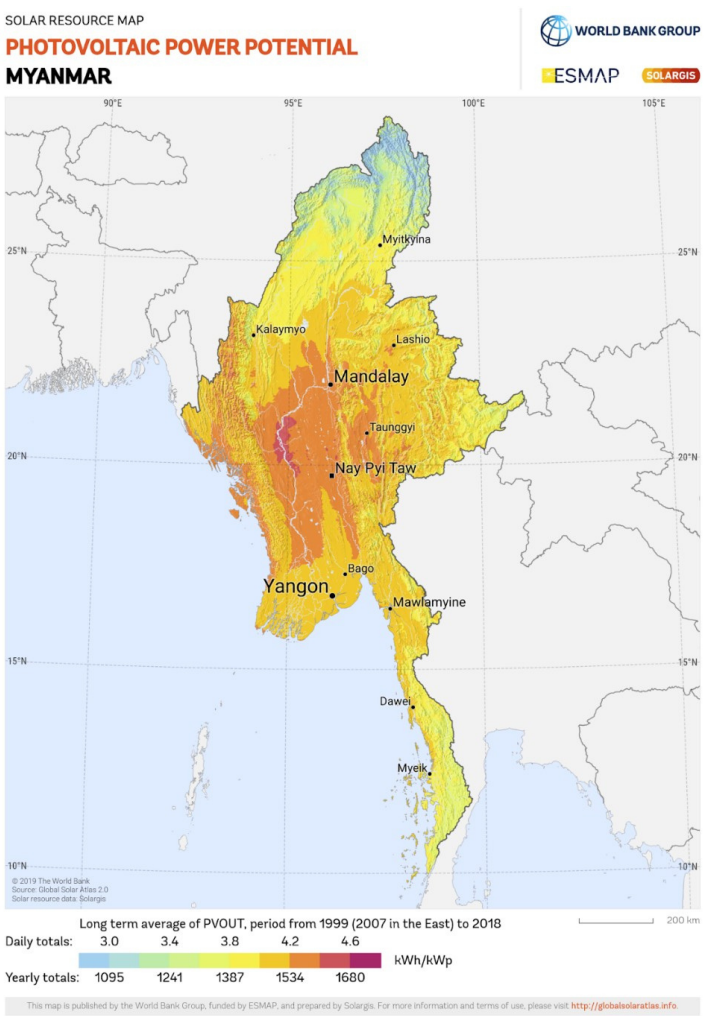 SOLAR RESOURCE MAP
PHOTOVOLTAIC POWER POTENTIAL
MYANMAR
WORLD BANK GROUP
ESMAP
SOLARGIS
90°E 95°E 100°E 105°E
Myitkyina
25°N 25°N
Kalaymyo
Lashio
Mandalay
Taunggyi
20°N 20°N
Nay Pyi Taw
Bago
Yangon
Mawlamyine
15°N 15°N
Dawei
Myeik
10°N 10°N
© 2019 The World Bank
Source: Global Solar Atlas 2.0
Solar resource data: Solargis
Long term average of PVOUT, period from 1999 (2007 in the East) to 2018
200 km
Daily totals: 3.0 3.4 3.8 4.2 4.6
kWh/kWp
Yearly totals: 1095 1241 1387 1534 1680
This map is published by the World Bank Group, funded by ESMAP, and prepared by Solargis. For more information and terms of use, please visit http://globalsolaratlas.info.